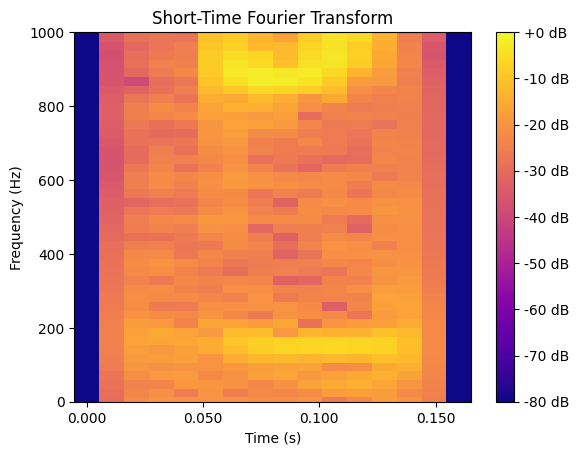 Short-Time Fourier Transform
1000
800
600
400
200
0
Frequency (Hz)
0.000
0.050
0.100
0.150
Time (s)
+0 dB
-10 dB
-20 dB
-30 dB
-40 dB
-50 dB
-60 dB
-70 dB
-80 dB